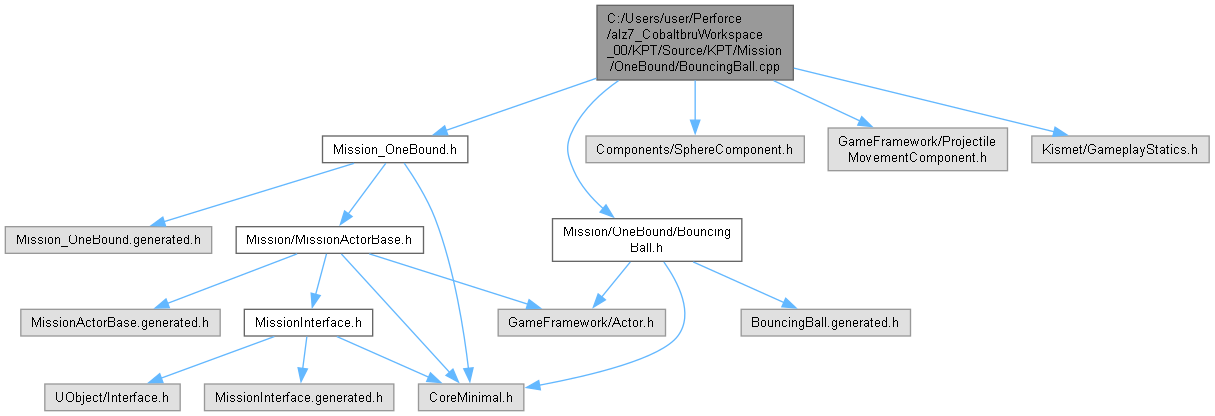 C:/Users/user/Perforce
/alz7_CobaltbruWorkspace
_00/KPT/Source/KPT/Mission
/OneBound/BouncingBall.cpp
Mission_OneBound.h
Components/SphereComponent.h
GameFramework/Projectile
MovementComponent.h
Kismet/GameplayStatics.h
Mission_OneBound.generated.h
Mission/MissionActorBase.h
Mission/OneBound/Bouncing
Ball.h
MissionActorBase.generated.h
MissionInterface.h
GameFramework/Actor.h
BouncingBall.generated.h
UObject/Interface.h
MissionInterface.generated.h
CoreMinimal.h